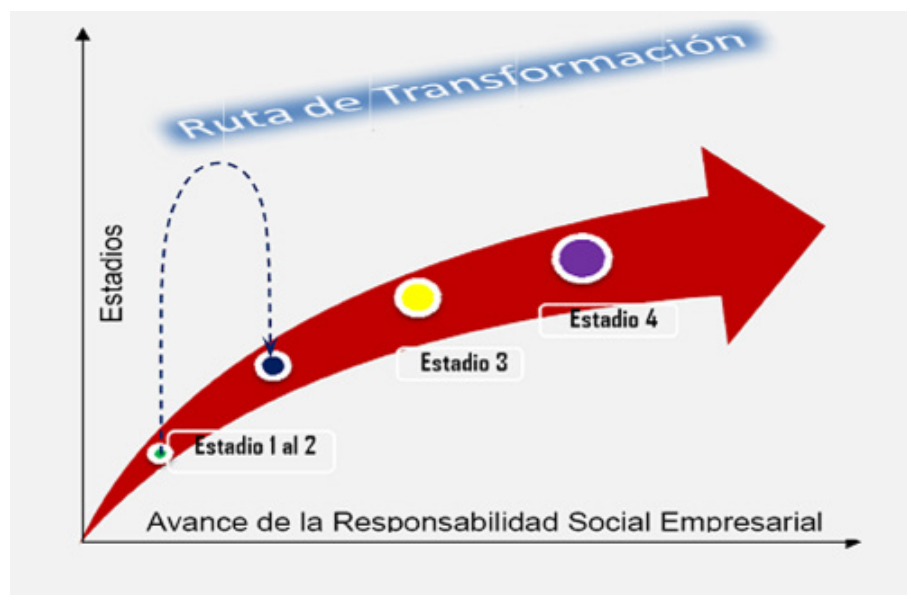 Ruta de Transformación
Estadios
Estadio 4
Estadio 3
Estadio 1 al 2
Avance de la Responsabilidad Social Empresarial